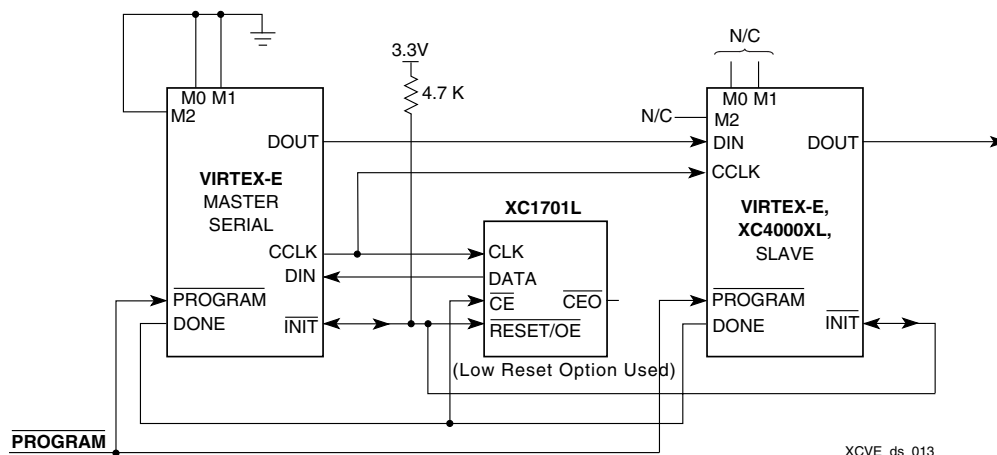 N/C
3.3V
M0 M1
M2
4.7 K
M0 M1
N/C
M2
DOUT
DIN
DOUT
VIRTEX-E
MASTER
SERIAL
CCLK
XC1701L
VIRTEX-E,
XC4000XL,
SLAVE
CCLK
CLK
DIN
DATA
PROGRAM
CE
CEO
PROGRAM
DONE
INIT
RESET/OE
DONE
INIT
(Low Reset Option Used)
PROGRAM
XCVE_ds_013